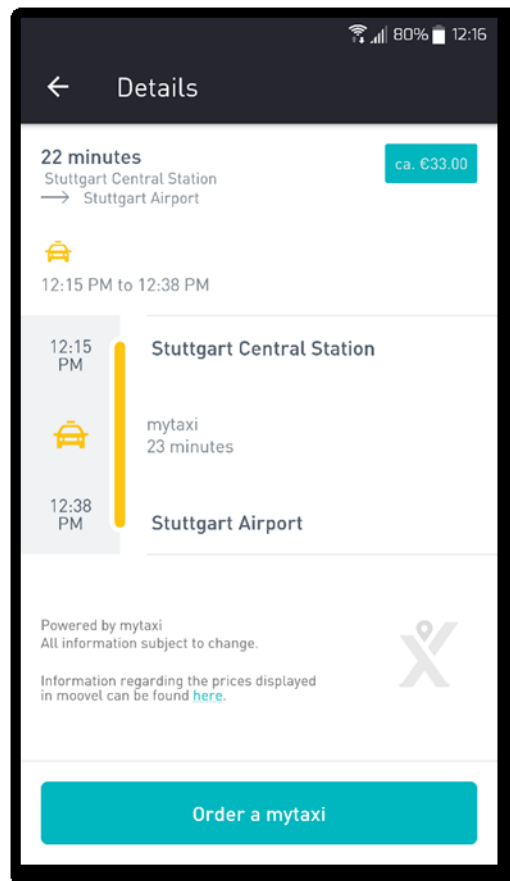 80% 12:16
Details
22 minutes
ca. €33.00
Stuttgart Central Station
→ Stuttgart Airport
12:15 PM to 12:38 PM
12:15
PM
Stuttgart Central Station
mytaxi
23 minutes
12:38
PM
Stuttgart Airport
Powered by mytaxi
All information subject to change.
Information regarding the prices displayed
in moovel can be found here.
Order a mytaxi